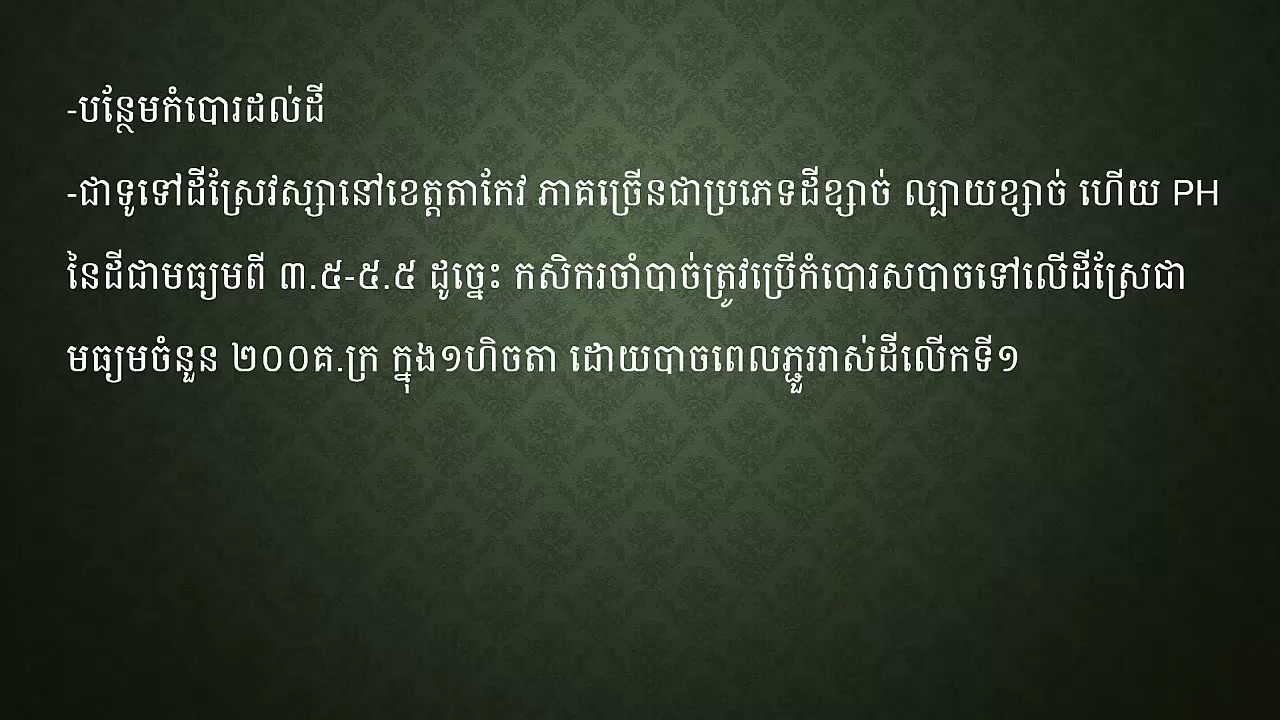 -បន្ថែមកំបោរដល់ដី
-ជាទូទៅដីស្រែវស្សានៅខេត្តតាកែវ ភាគច្រើនជាប្រភេទដីខ្សាច់ ល្បាយខ្សាច់ ហើយ PH
នៃដីជាមធ្យមពី ៣.៥-៥.៥ ដូច្នេះ កសិករចាំបាច់ត្រូវប្រើកំបោរសបាចទៅលើដីស្រែជា
មធ្យមចំនួន ២០០គ.ក្រ ក្នុង១ហិចតា ដោយបាចពេលភ្ជួររាស់ដីលើកទី១